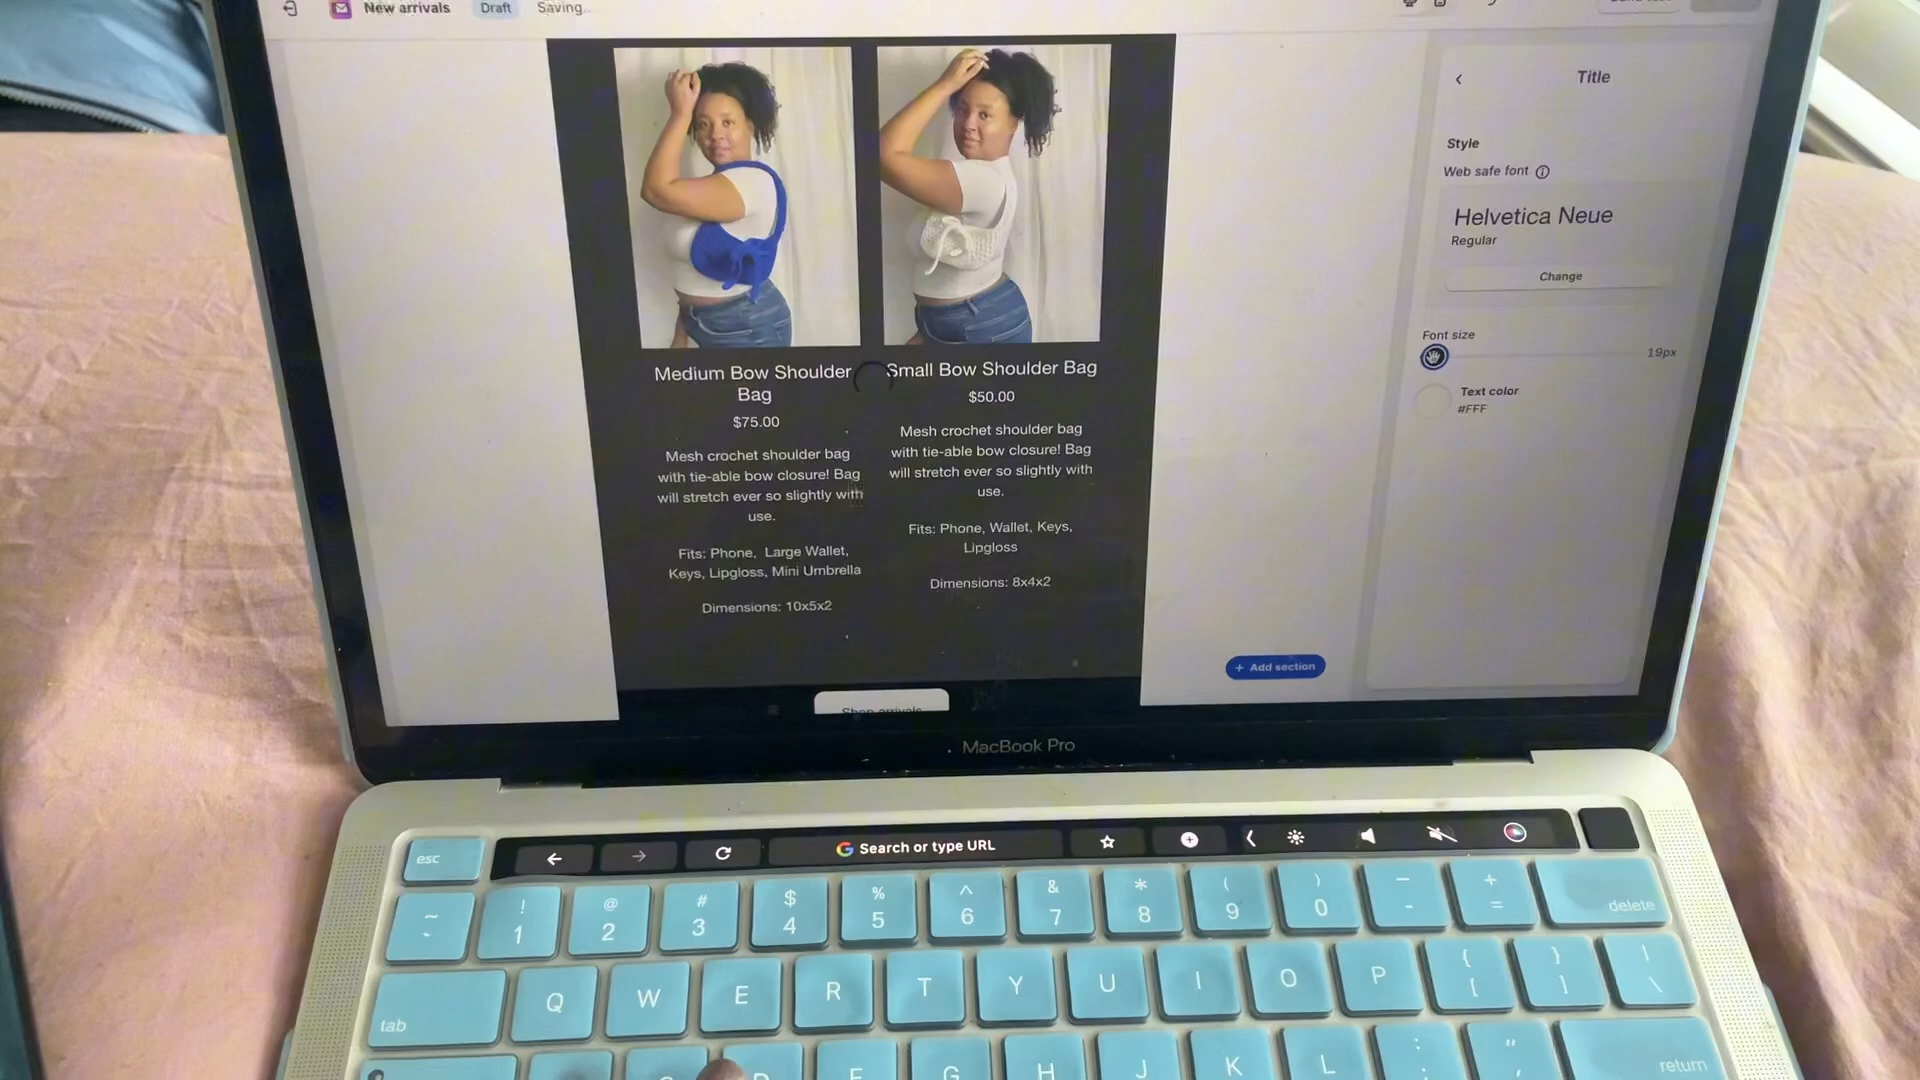 New arrivals
Draft
Saving...
Title
Style
Web safe font
Helvetica Neue
Regular
Change
Font size
19px
Text color
#FFF
Medium Bow Shoulder
Bag
$75.00
Mesh crochet shoulder bag
with tie-able bow closure! Bag
will stretch ever so slightly with
use.
Fits: Phone, Large Wallet,
Keys, Lipgloss, Mini Umbrella
Dimensions: 10x5x2
Small Bow Shoulder Bag
$50.00
Mesh crochet shoulder bag
with tie-able bow closure! Bag
will stretch ever so slightly with
use.
Fits: Phone, Wallet, Keys,
Lipgloss
Dimensions: 8x4x2
+ Add section
Shop arrivals
MacBook Pro
esc
Search or type URL
~ ! @ # $ % ^ & * ( ) — +
` 1 2 3 4 5 6 7 8 9 0 - = delete
tab Q W E R T Y U I O P { [ } ] | \
D F G H J K L : ; " ' return